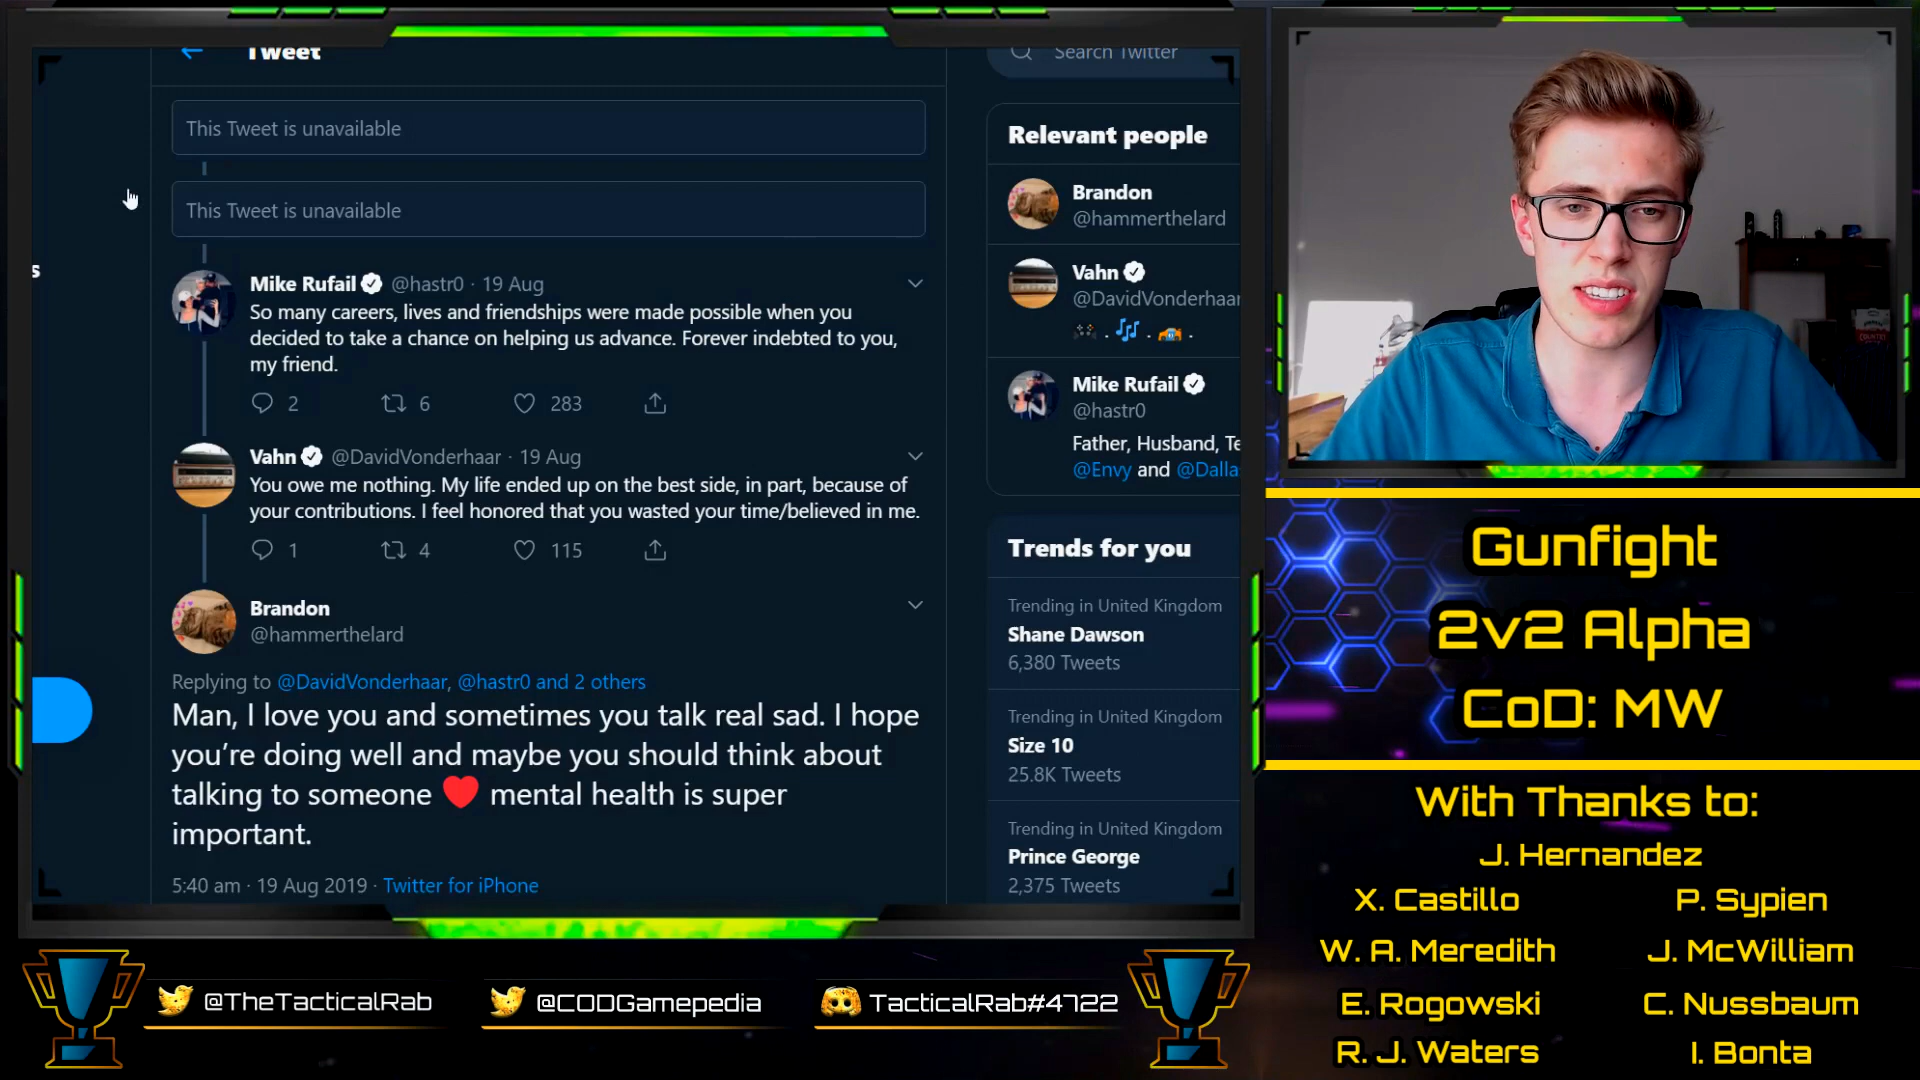 Tweet
Search Twitter
This Tweet is unavailable
This Tweet is unavailable
s
Mike Rufail @hastr0 · 19 Aug
So many careers, lives and friendships were made possible when you
decided to take a chance on helping us advance. Forever indebted to you,
my friend.
2 6 283
Vahn @DavidVonderhaar · 19 Aug
You owe me nothing. My life ended up on the best side, in part, because of
your contributions. I feel honored that you wasted your time/believed in me.
1 4 115
Brandon
@hammerthelard
Replying to @DavidVonderhaar, @hastr0 and 2 others
Man, I love you and sometimes you talk real sad. I hope
you're doing well and maybe you should think about
talking to someone ❤️ mental health is super
important.
5:40 am · 19 Aug 2019 · Twitter for iPhone
Relevant people
Brandon
@hammerthelard
Vahn
@DavidVonderhaar
Mike Rufail
@hastr0
Father, Husband, Te
@Envy and @Dalla
Trends for you
Trending in United Kingdom
Shane Dawson
6,380 Tweets
Trending in United Kingdom
Size 10
25.8K Tweets
Trending in United Kingdom
Prince George
2,375 Tweets
Gunfight
2v2 Alpha
CoD: MW
With Thanks to:
J. Hernandez
X. Castillo P. Sypien
W. A. Meredith J. McWilliam
E. Rogowski C. Nussbaum
R. J. Waters I. Bonta
@TheTacticalRab
@CODGamepedia
TacticalRab#4722